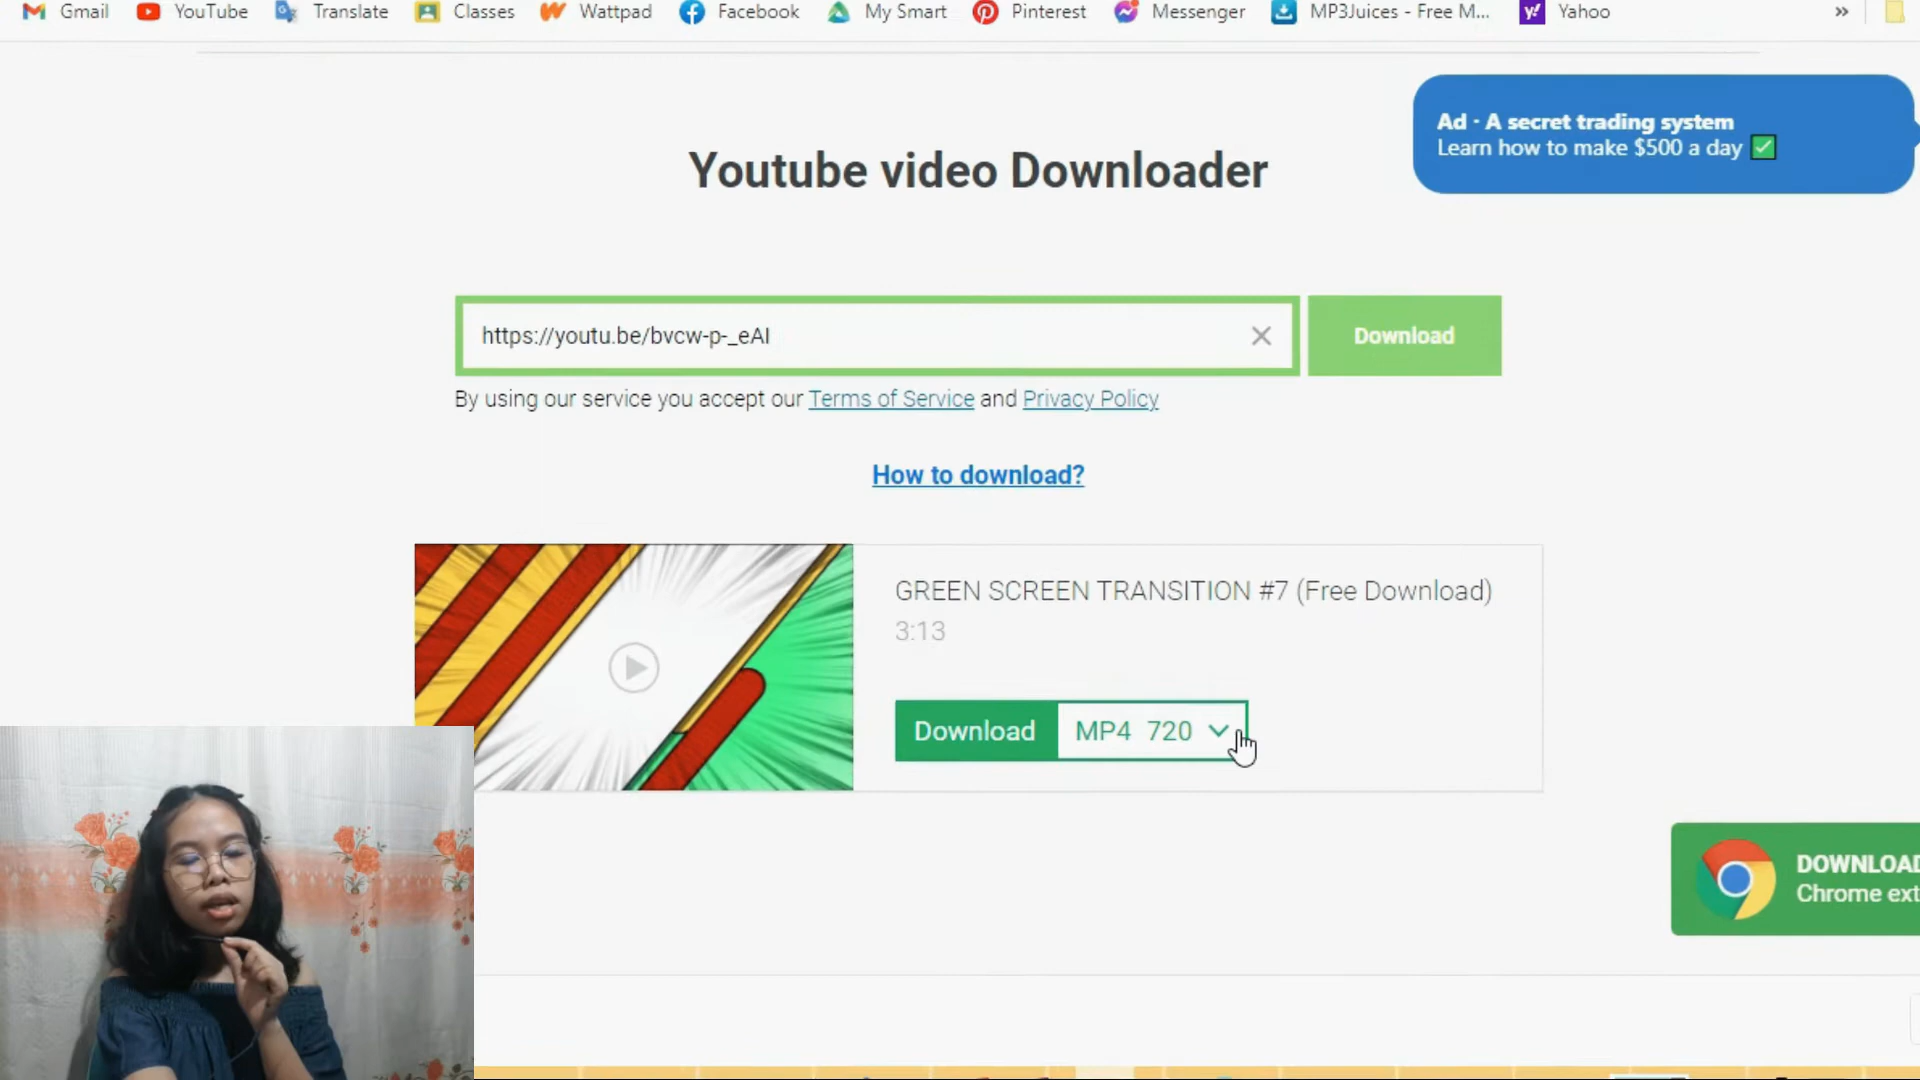 Gmail YouTube Translate Classes Wattpad Facebook My Smart Pinterest Messenger MP3Juices - Free M... Yahoo »
Ad · A secret trading system
Learn how to make $500 a day ✅
Youtube video Downloader
https://youtu.be/bvcw-p-_eAI
Download
By using our service you accept our Terms of Service and Privacy Policy
How to download?
GREEN SCREEN TRANSITION #7 (Free Download)
3:13
Download MP4 720
DOWNLOAD
Chrome ext